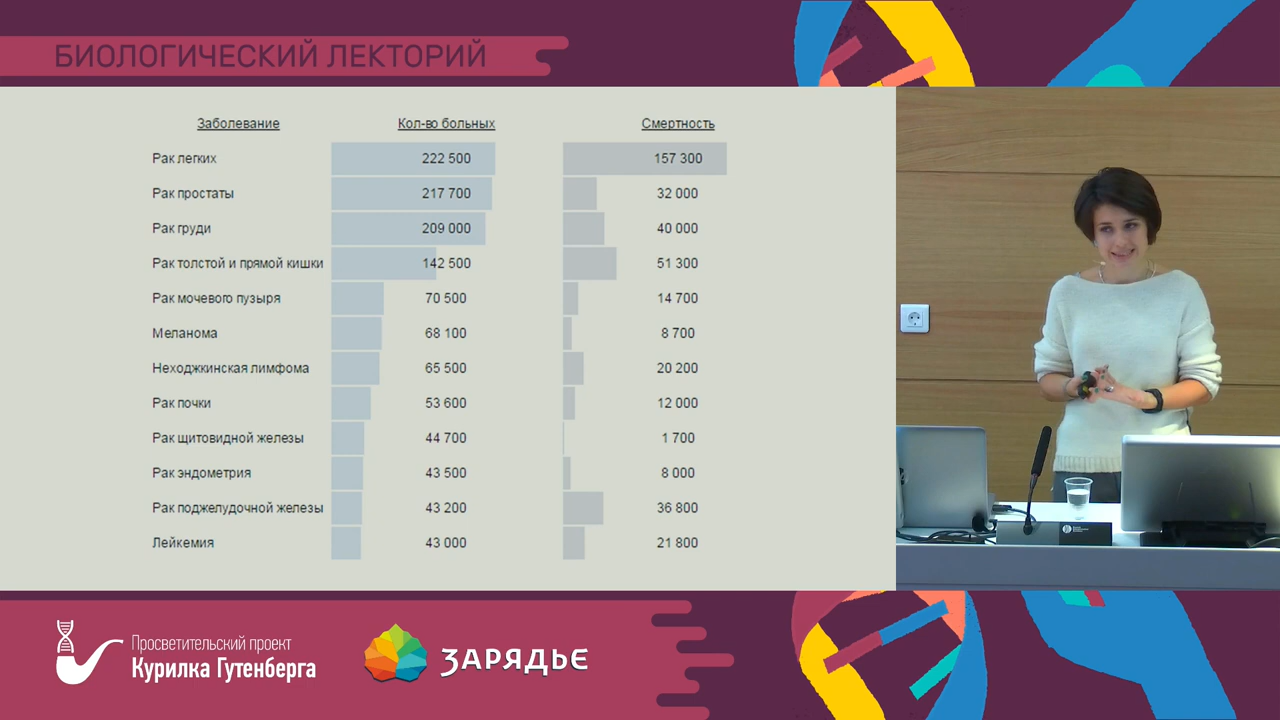 БИОЛОГИЧЕСКИЙ ЛЕКТОРИЙ
Заболевание Кол-во больных Смертность
Рак легких 222 500 157 300
Рак простаты 217 700 32 000
Рак груди 209 000 40 000
Рак толстой и прямой кишки 142 500 51 300
Рак мочевого пузыря 70 500 14 700
Меланома 68 100 8 700
Неходжкинская лимфома 65 500 20 200
Рак почки 53 600 12 000
Рак щитовидной железы 44 700 1 700
Рак эндометрия 43 500 8 000
Рак поджелудочной железы 43 200 36 800
Лейкемия 43 000 21 800
Просветительский проект
Курилка Гутенберга
ЗАРЯДЬЕ